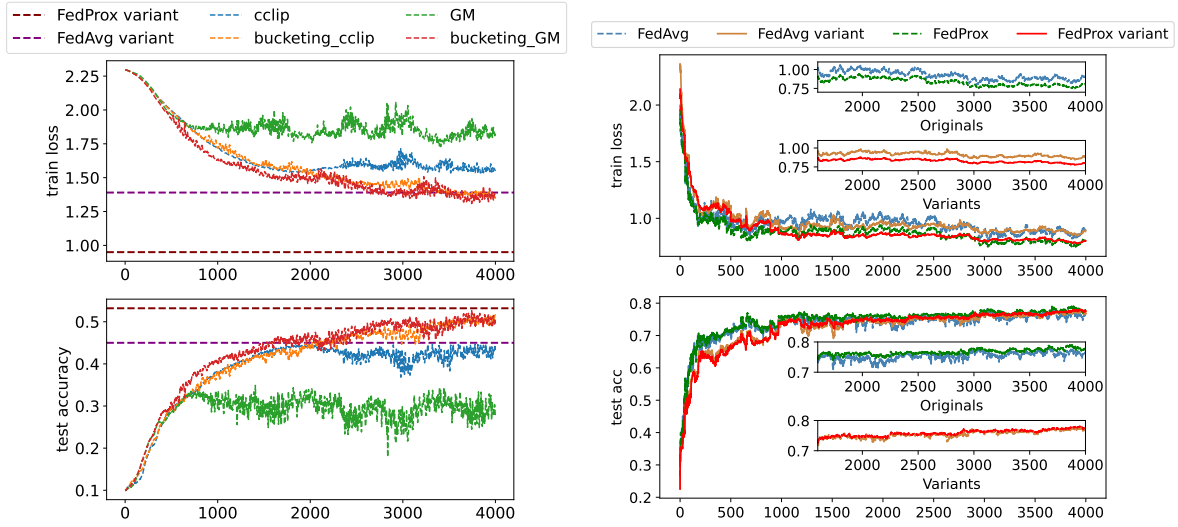 FedProx variant cclip GM
FedAvg variant bucketing_cclip bucketing_GM
2.25
2.00
1.75
1.50
1.25
1.00
train loss
0 1000 2000 3000 4000
0.5
0.4
0.3
0.2
0.1
test accuracy
0 1000 2000 3000 4000
FedAvg FedAvg variant FedProx FedProx variant
2.0
1.5
1.0
train loss
1.00
0.75
2000 2500 3000 3500 4000
Originals
1.00
0.75
2000 2500 3000 3500 4000
Variants
0 500 1000 1500 2000 2500 3000 3500 4000
0.8
0.7
0.6
0.5
0.4
0.3
0.2
test acc
0.8
0.7
2000 2500 3000 3500 4000
Originals
0.8
0.7
2000 2500 3000 3500 4000
Variants
0 500 1000 1500 2000 2500 3000 3500 4000